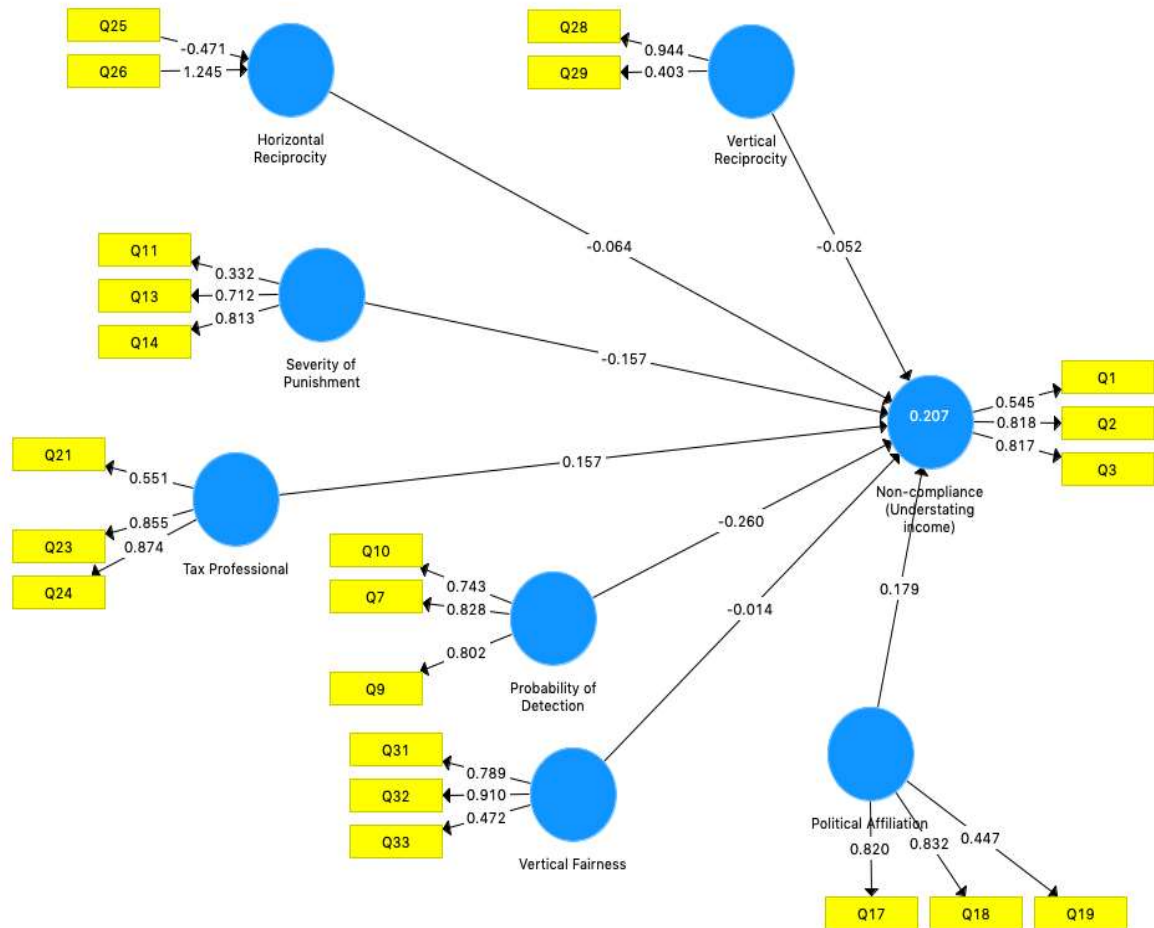 Q25
-0.471
Q26
1.245
Horizontal
Reciprocity
Q28
0.944
Q29
0.403
Vertical
Reciprocity
-0.064
-0.052
Q11
0.332
Q13
0.712
Q14
0.813
Severity of
Punishment
-0.157
Q1
0.545
Q2
0.818
Q3
0.817
0.207
Non-compliance
(Understating
income)
Q21
0.551
Q23
0.855
Q24
0.874
Tax Professional
0.157
Q10
0.743
Q7
0.828
Q9
0.802
Probability of
Detection
-0.260
-0.014
0.179
Q31
0.789
Q32
0.910
Q33
0.472
Vertical Fairness
Political Affiliation
0.820
0.832
0.447
Q17
Q18
Q19